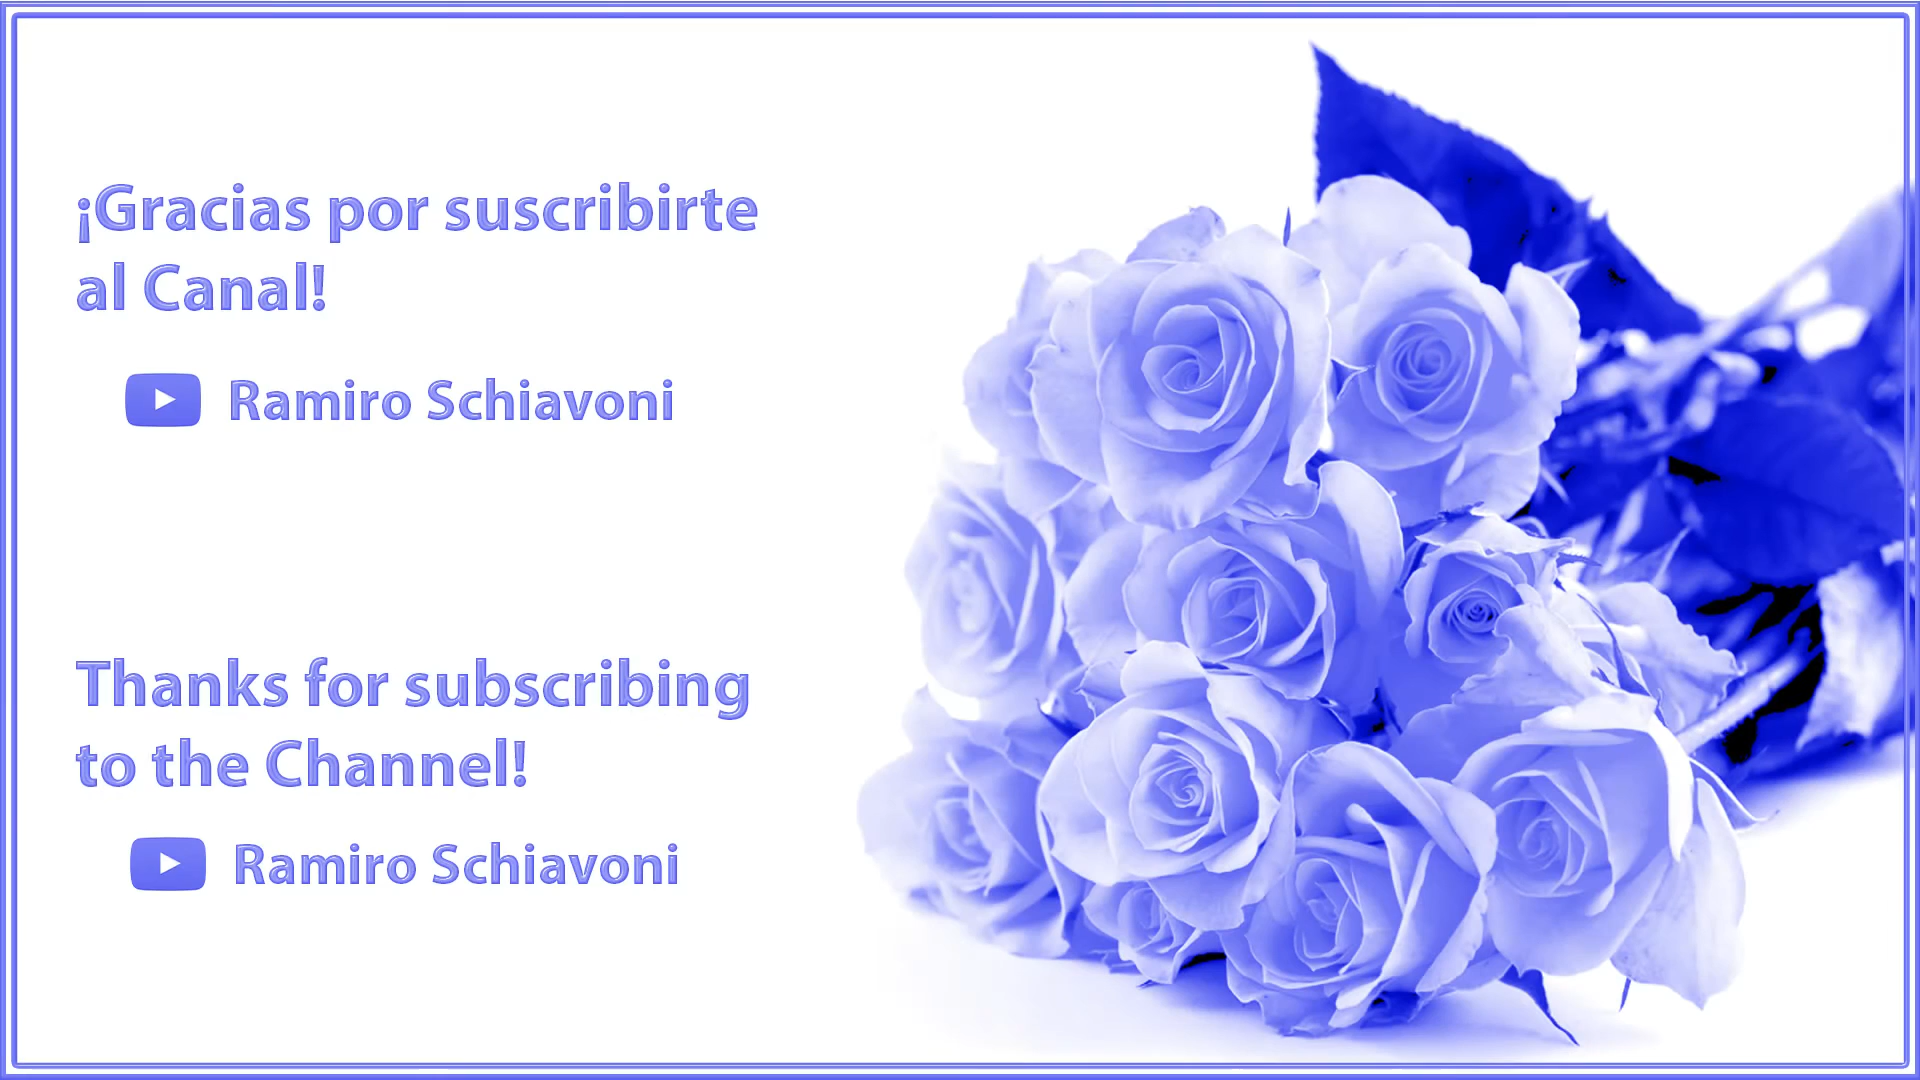 ¡Gracias por suscribirte
al Canal!
Ramiro Schiavoni
Thanks for subscribing
to the Channel!
Ramiro Schiavoni